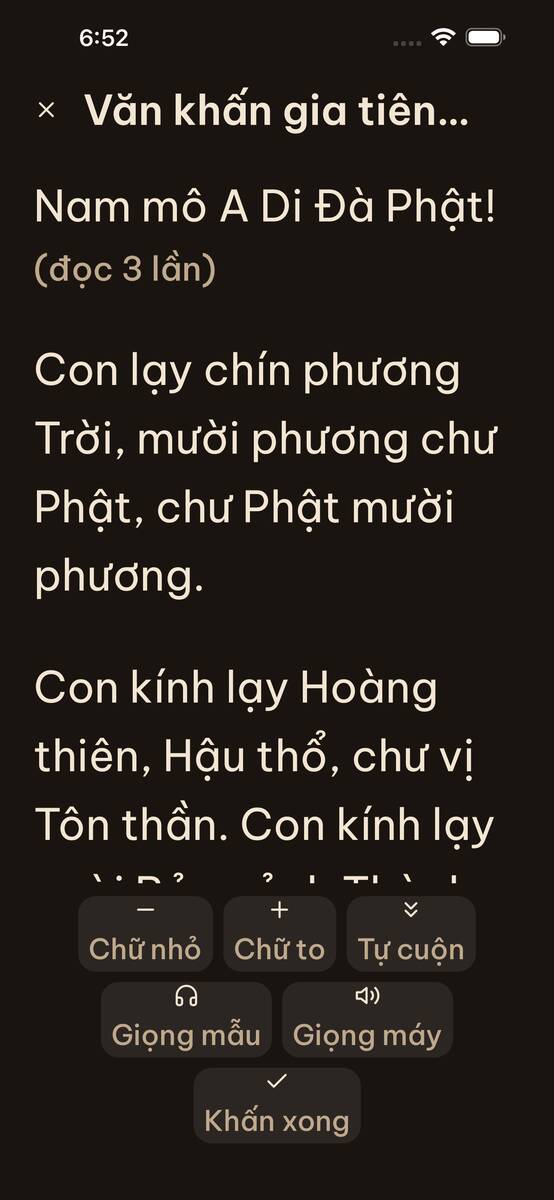 6:52
Văn khấn gia tiên...
Nam mô A Di Đà Phật!
(đọc 3 lần)
Con lạy chín phương
Trời, mười phương chư
Phật, chư Phật mười
phương.
Con kính lạy Hoàng
thiên, Hậu thổ, chư vị
Tôn thần. Con kính lạy
Chữ nhỏ
Chữ to
Tự cuộn
Giọng mẫu
Giọng máy
Khấn xong